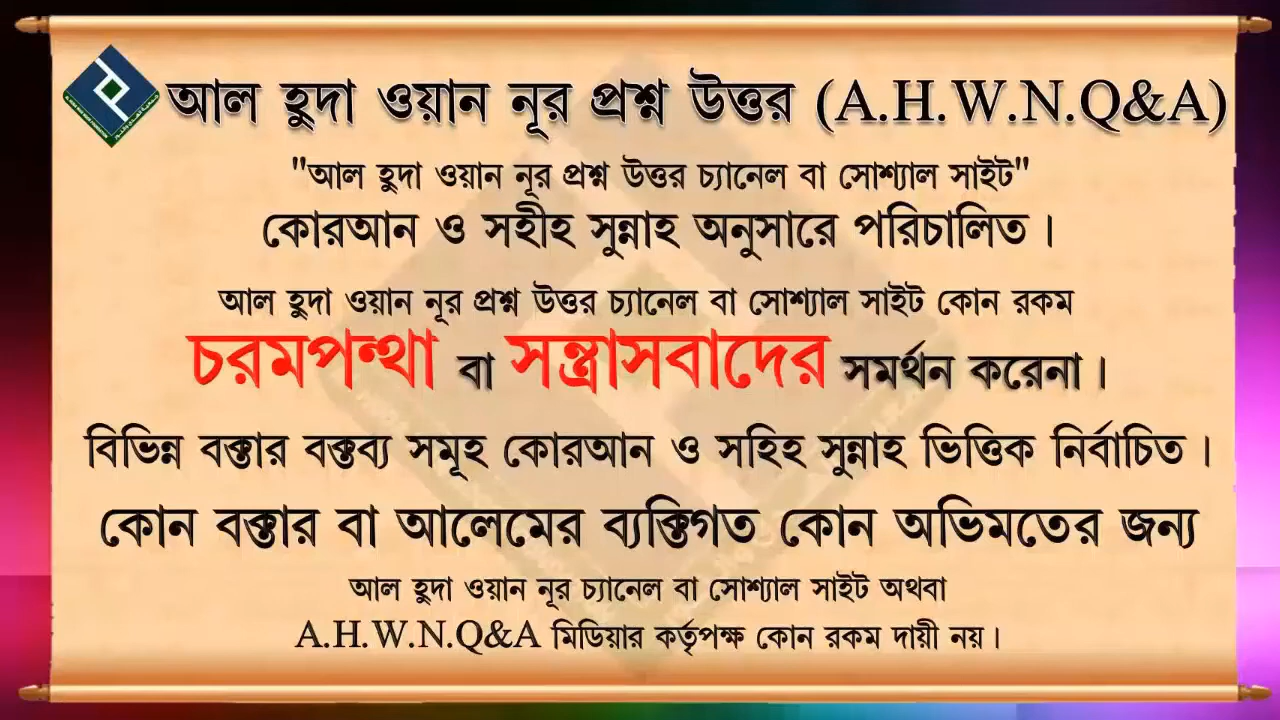 আল হুদা ওয়ান নূর প্রশ্ন উত্তর (A.H.W.N.Q&A)
"আল হুদা ওয়ান নূর প্রশ্ন উত্তর চ্যানেল বা সোশ্যাল সাইট"
কোরআন ও সহীহ সুন্নাহ অনুসারে পরিচালিত।
আল হুদা ওয়ান নূর প্রশ্ন উত্তর চ্যানেল বা সোশ্যাল সাইট কোন রকম
চরমপন্থা বা সন্ত্রাসবাদের সমর্থন করেনা।
বিভিন্ন বক্তার বক্তব্য সমূহ কোরআন ও সহিহ সুন্নাহ ভিত্তিক নির্বাচিত।
কোন বক্তার বা আলেমের ব্যক্তিগত কোন অভিমতের জন্য
আল হুদা ওয়ান নূর চ্যানেল বা সোশ্যাল সাইট অথবা
A.H.W.N.Q&A মিডিয়ার কর্তৃপক্ষ কোন রকম দায়ী নয়।